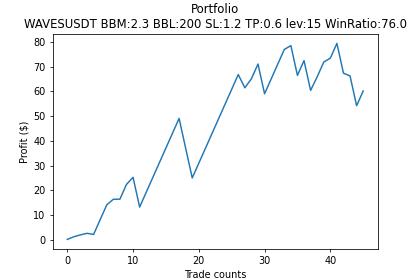 Portfolio
WAVESUSDT BBM:2.3 BBL:200 SL:1.2 TP:0.6 lev:15 WinRatio:76.0
80
70
60
50
40
30
20
10
0
Profit ($)
0 10 20 30 40
Trade counts